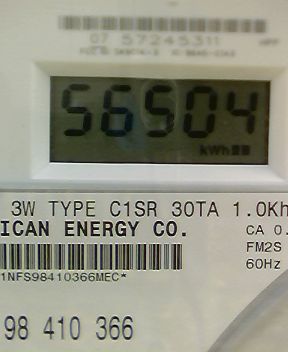 07 57245311
56504
kWh
3W TYPE C1SR 30TA 1.0Kh
ICAN ENERGY CO.
CA 0.
FM2S
60Hz
1NFS98410366MEC*
98 410 366